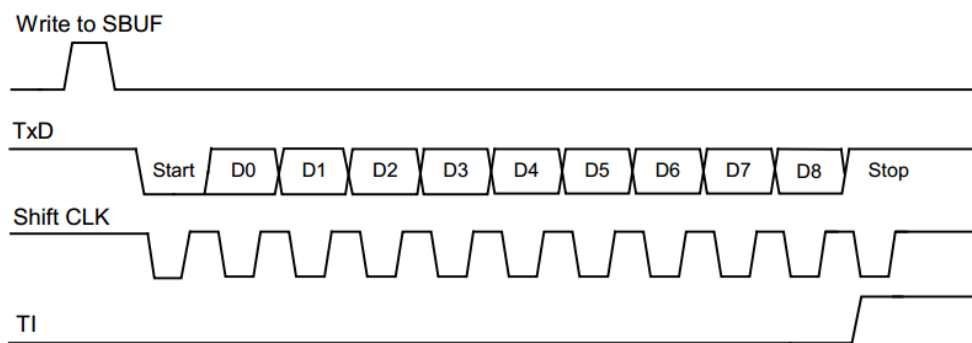 Write to SBUF
TxD
Start D0 D1 D2 D3 D4 D5 D6 D7 D8 Stop
Shift CLK
TI